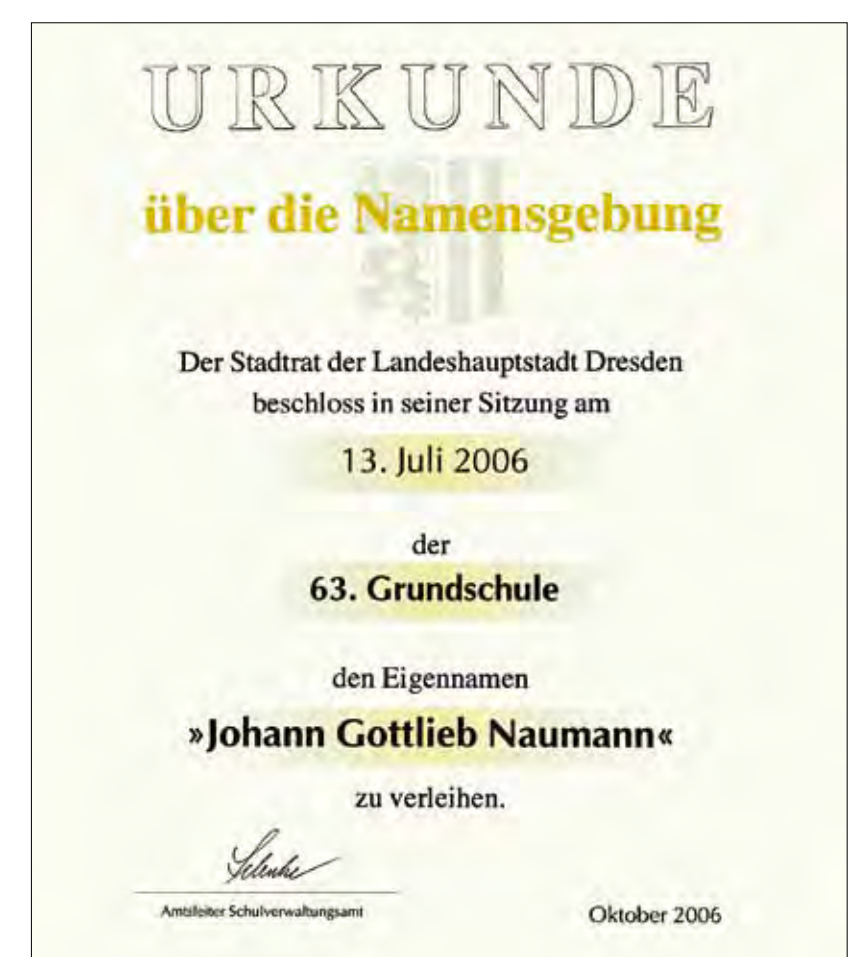 URKUNDE
über die Namensgebung
Der Stadtrat der Landeshauptstadt Dresden
beschloss in seiner Sitzung am
13. Juli 2006
der
63. Grundschule
den Eigennamen
»Johann Gottlieb Naumann«
zu verleihen.
Amtsleiter Schulverwaltungsamt
Oktober 2006